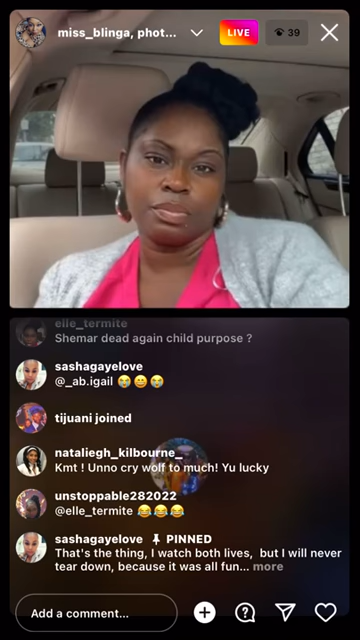 miss_blinga, phot...
LIVE
39
elle_termite
Shemar dead again child purpose ?
sashagayelove
@_ab.igail 😭😄😭
tijuani joined
nataliegh_kilbourne_
Kmt ! Unno cry wolf to much! Yu lucky
unstoppable282022
@elle_termite 😂😂😂
sashagayelove 📌 PINNED
That's the thing, I watch both lives, but I will never
tear down, because it was all fun... more
Add a comment...